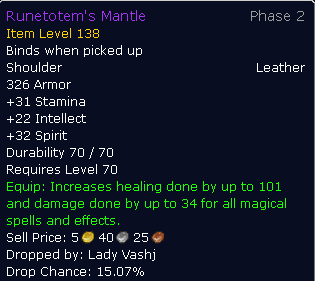 Runetotem's Mantle Phase 2
Item Level 138
Binds when picked up
Shoulder Leather
326 Armor
+31 Stamina
+22 Intellect
+32 Spirit
Durability 70 / 70
Requires Level 70
Equip: Increases healing done by up to 101
and damage done by up to 34 for all magical
spells and effects.
Sell Price: 5 40 25
Dropped by: Lady Vashj
Drop Chance: 15.07%